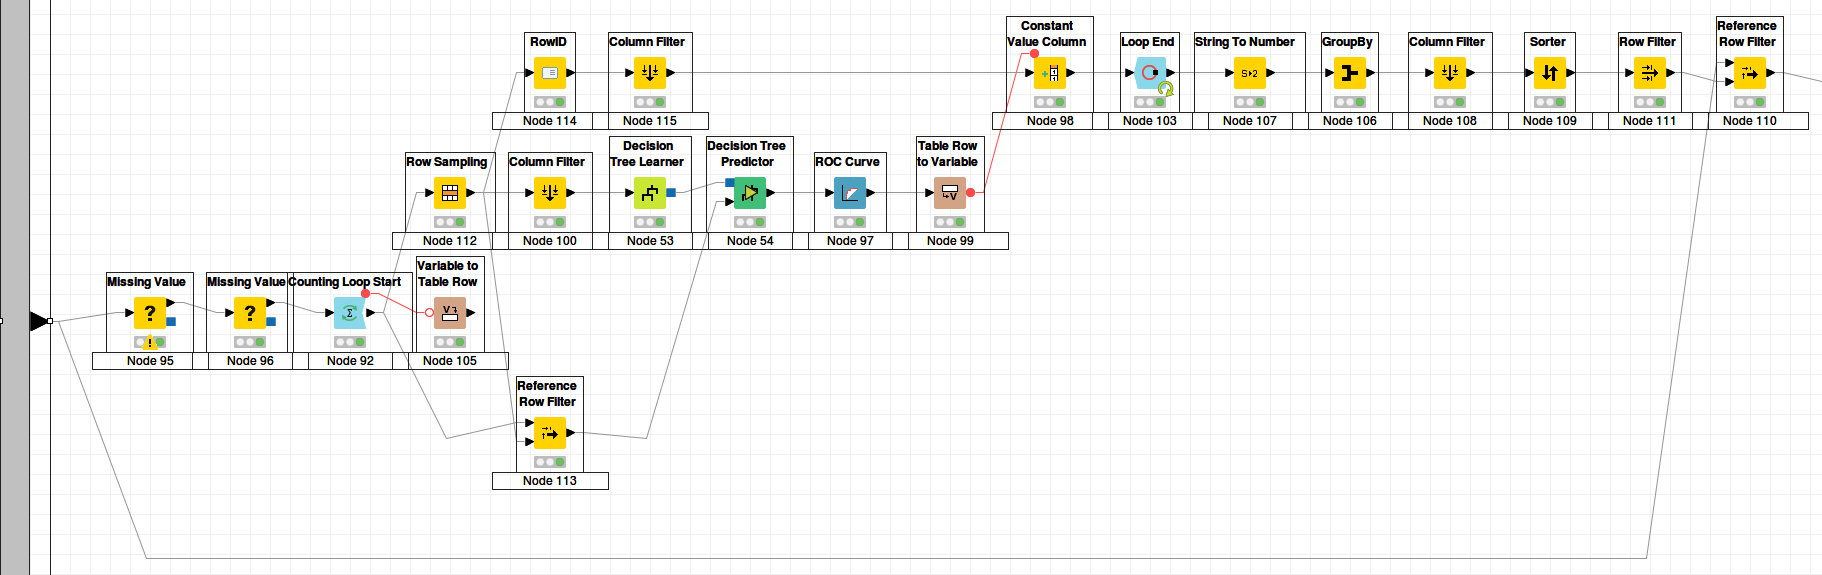 Constant
Value Column
Reference
Row Filter
RowID
Column Filter
Loop End
String To Number
GroupBy
Column Filter
Sorter
Row Filter
S▸2
Node 114
Node 115
Node 98
Node 103
Node 107
Node 106
Node 108
Node 109
Node 111
Node 110
Row Sampling
Column Filter
Decision
Tree Learner
Decision Tree
Predictor
ROC Curve
Table Row
to Variable
V
Node 112
Node 100
Node 53
Node 54
Node 97
Node 99
Missing Value
Missing Value
Counting Loop Start
Variable to
Table Row
?
?
Σ
V
Node 95
Node 96
Node 92
Node 105
Reference
Row Filter
Node 113